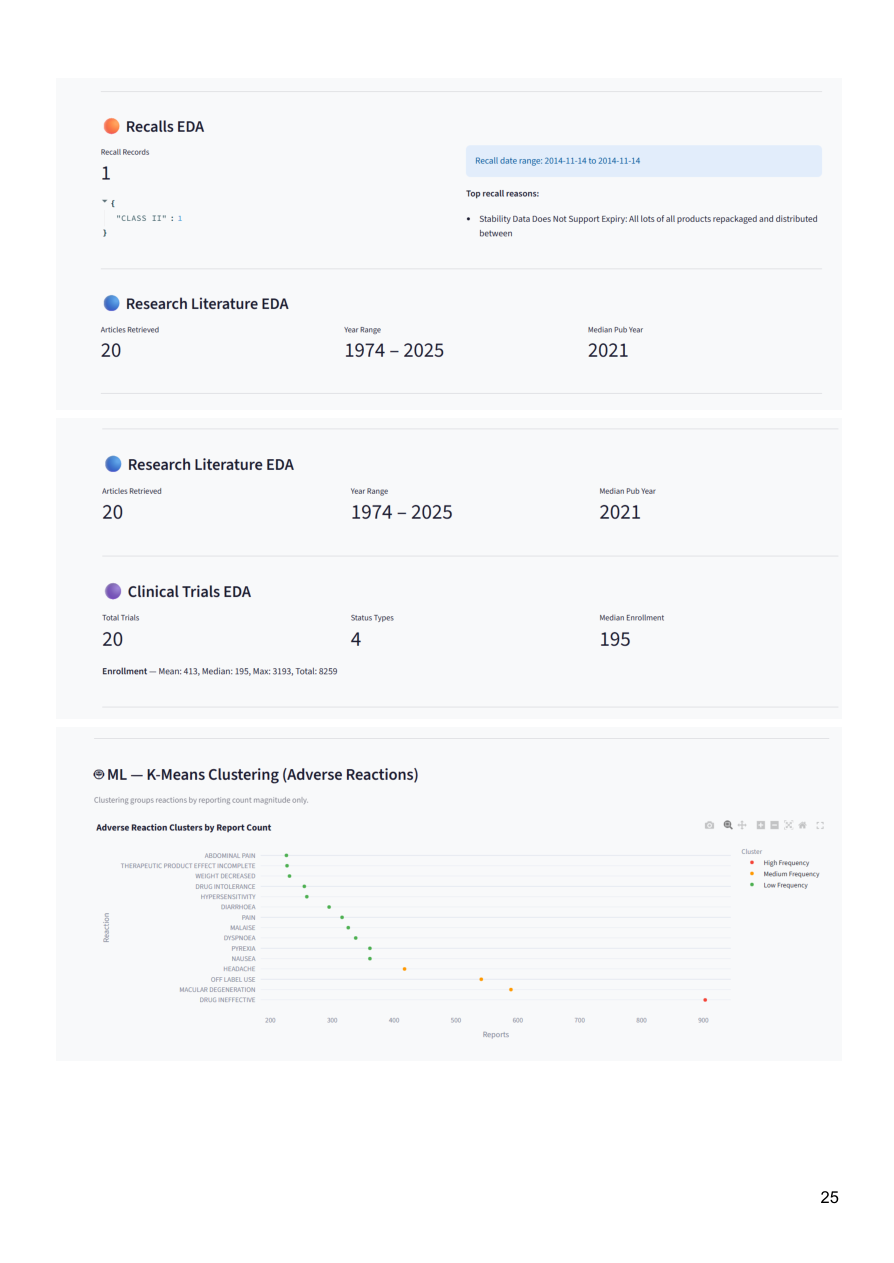 Recalls EDA
Recall Records
1
{
"CLASS II" : 1
}
Recall date range: 2014-11-14 to 2014-11-14
Top recall reasons:
• Stability Data Does Not Support Expiry: All lots of all products repackaged and distributed
between
Research Literature EDA
Articles Retrieved
20
Year Range
1974 – 2025
Median Pub Year
2021
Research Literature EDA
Articles Retrieved
20
Year Range
1974 – 2025
Median Pub Year
2021
Clinical Trials EDA
Total Trials
20
Status Types
4
Median Enrollment
195
Enrollment — Mean: 413, Median: 195, Max: 3193, Total: 8259
ML — K-Means Clustering (Adverse Reactions)
Clustering groups reactions by reporting count magnitude only.
Adverse Reaction Clusters by Report Count
Reaction
ABDOMINAL PAIN
THERAPEUTIC PRODUCT EFFECT INCOMPLETE
WEIGHT DECREASED
DRUG INTOLERANCE
HYPERSENSITIVITY
DIARRHOEA
PAIN
MALAISE
DYSPNOEA
PYREXIA
NAUSEA
HEADACHE
OFF LABEL USE
MACULAR DEGENERATION
DRUG INEFFECTIVE
200 300 400 500 600 700 800 900
Reports
Cluster
High Frequency
Medium Frequency
Low Frequency
25